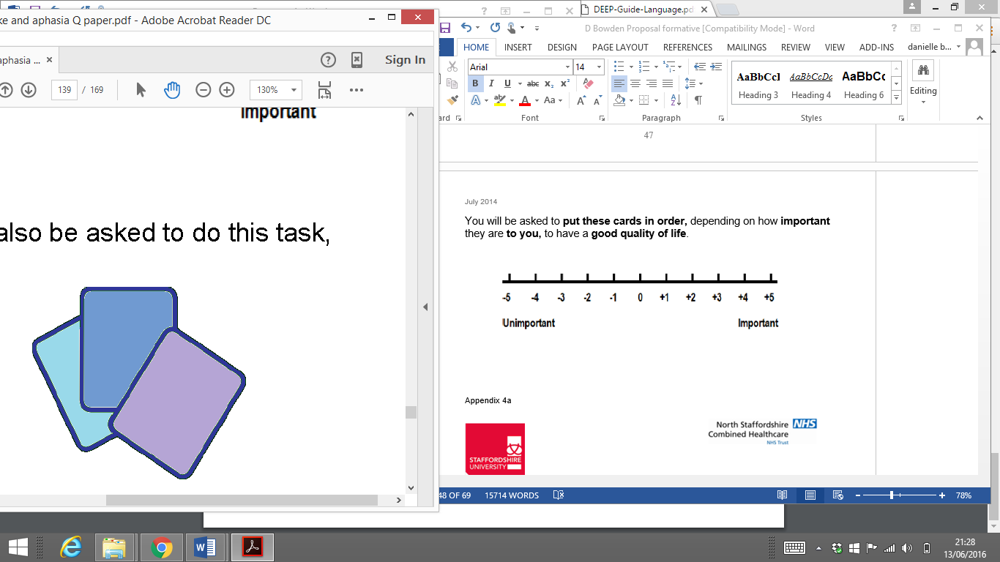 ke and aphasia Q paper.pdf - Adobe Acrobat Reader DC
aphasia ... ×
Sign In
139 / 169
130%
Important
also be asked to do this task,
DEEP-Guide-Language.pd
D Bowden Proposal formative [Compatibility Mode] - Word
HOME INSERT DESIGN PAGE LAYOUT REFERENCES MAILINGS REVIEW VIEW ADD-INS danielle b...
Arial 14
AaBbCcI AaBbCcDc AaBbCc
Heading 3 Heading 4 Heading 6
Editing
ard Font Paragraph Styles
47
July 2014
You will be asked to put these cards in order, depending on how important
they are to you, to have a good quality of life.
-5 -4 -3 -2 -1 0 +1 +2 +3 +4 +5
Unimportant Important
Appendix 4a
STAFFORDSHIRE
UNIVERSITY
North Staffordshire NHS
Combined Healthcare
NHS Trust
48 OF 69 15714 WORDS
78%
21:28
13/06/2016